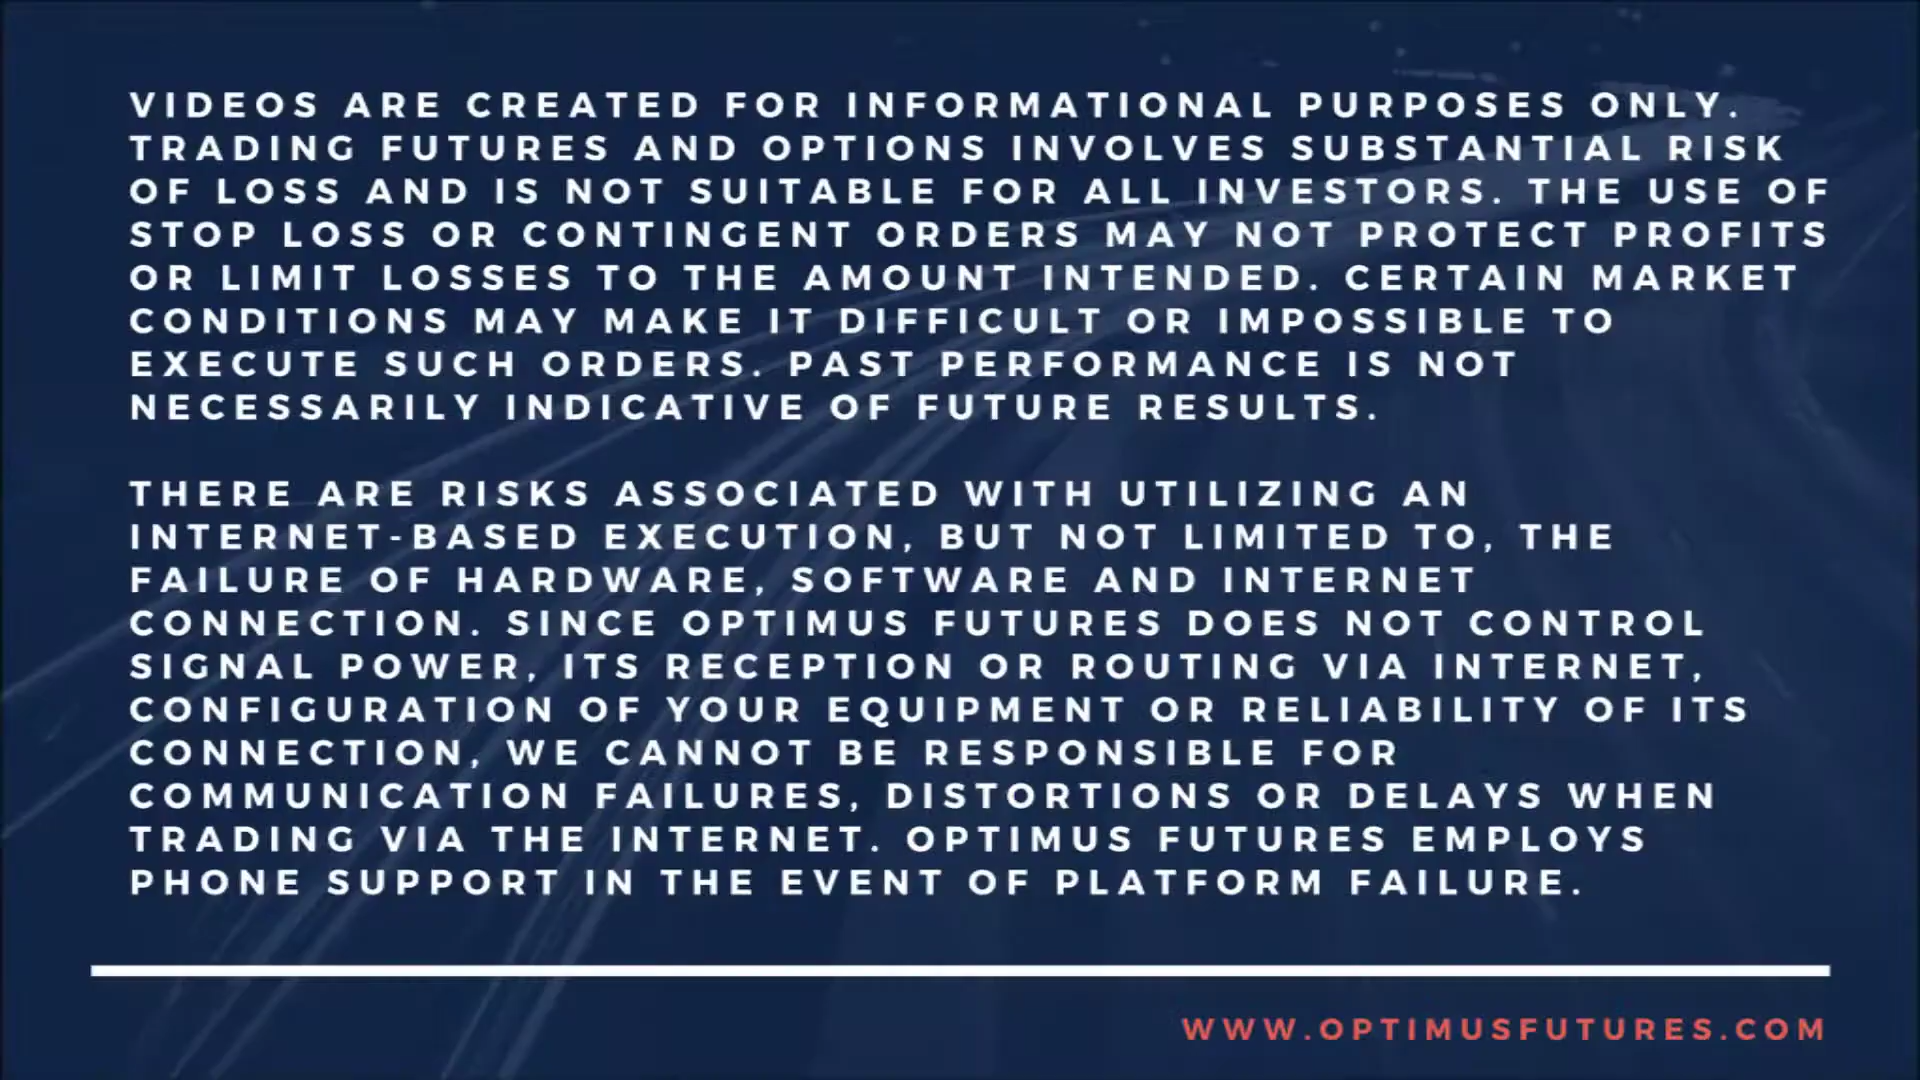 VIDEOS ARE CREATED FOR INFORMATIONAL PURPOSES ONLY.
TRADING FUTURES AND OPTIONS INVOLVES SUBSTANTIAL RISK
OF LOSS AND IS NOT SUITABLE FOR ALL INVESTORS. THE USE OF
STOP LOSS OR CONTINGENT ORDERS MAY NOT PROTECT PROFITS
OR LIMIT LOSSES TO THE AMOUNT INTENDED. CERTAIN MARKET
CONDITIONS MAY MAKE IT DIFFICULT OR IMPOSSIBLE TO
EXECUTE SUCH ORDERS. PAST PERFORMANCE IS NOT
NECESSARILY INDICATIVE OF FUTURE RESULTS.
THERE ARE RISKS ASSOCIATED WITH UTILIZING AN
INTERNET-BASED EXECUTION, BUT NOT LIMITED TO, THE
FAILURE OF HARDWARE, SOFTWARE AND INTERNET
CONNECTION. SINCE OPTIMUS FUTURES DOES NOT CONTROL
SIGNAL POWER, ITS RECEPTION OR ROUTING VIA INTERNET,
CONFIGURATION OF YOUR EQUIPMENT OR RELIABILITY OF ITS
CONNECTION, WE CANNOT BE RESPONSIBLE FOR
COMMUNICATION FAILURES, DISTORTIONS OR DELAYS WHEN
TRADING VIA THE INTERNET. OPTIMUS FUTURES EMPLOYS
PHONE SUPPORT IN THE EVENT OF PLATFORM FAILURE.
WWW.OPTIMUSFUTURES.COM